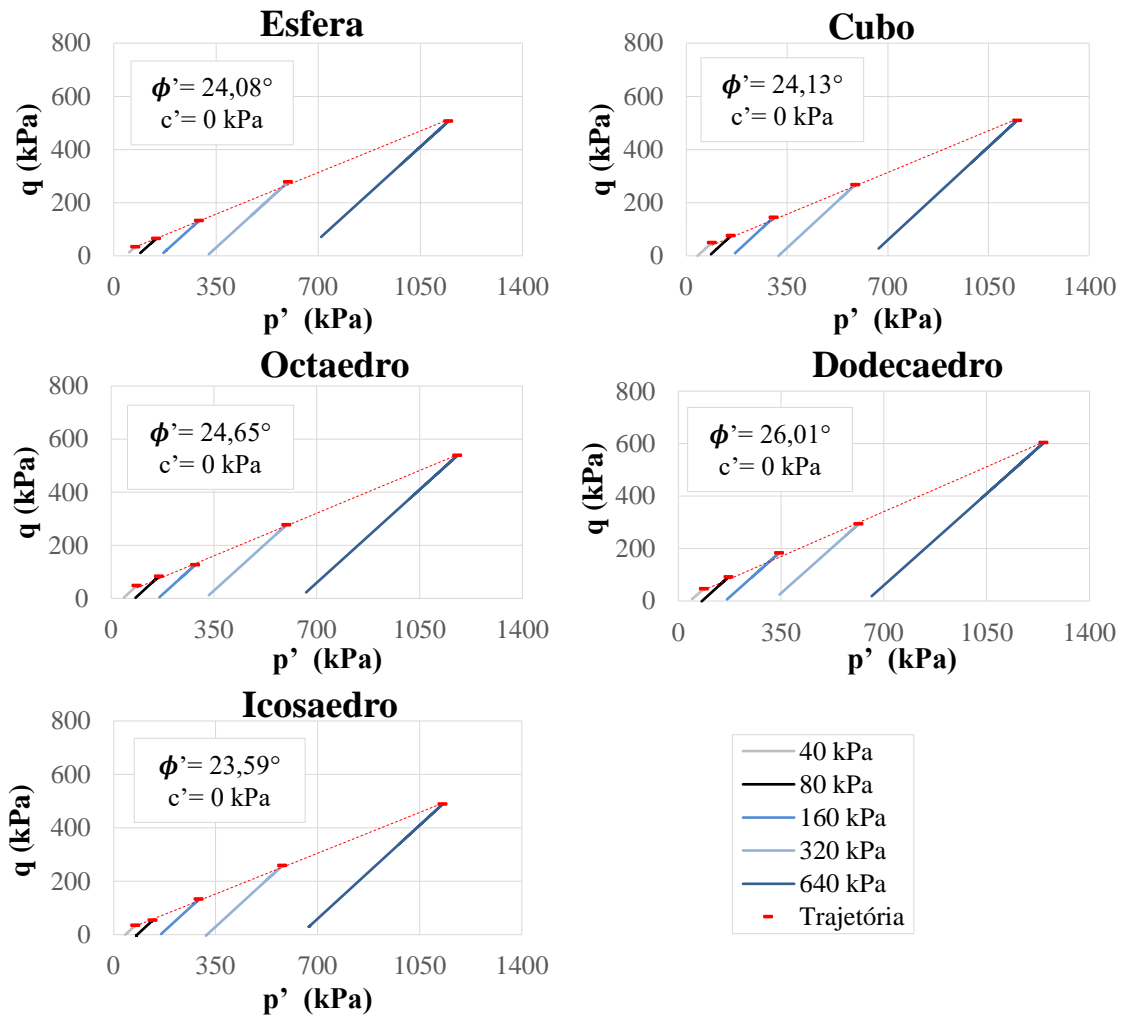 Esfera
800
600
400
200
0
q (kPa)
ϕ’= 24,08°
c’= 0 kPa
0 350 700 1050 1400
p’ (kPa)
Cubo
800
600
400
200
0
q (kPa)
ϕ’= 24,13°
c’= 0 kPa
0 350 700 1050 1400
p’ (kPa)
Octaedro
800
600
400
200
0
q (kPa)
ϕ’= 24,65°
c’= 0 kPa
0 350 700 1050 1400
p’ (kPa)
Dodecaedro
800
600
400
200
0
q (kPa)
ϕ’= 26,01°
c’= 0 kPa
0 350 700 1050 1400
p’ (kPa)
Icosaedro
800
600
400
200
0
q (kPa)
ϕ’= 23,59°
c’= 0 kPa
0 350 700 1050 1400
p’ (kPa)
40 kPa
80 kPa
160 kPa
320 kPa
640 kPa
Trajetória